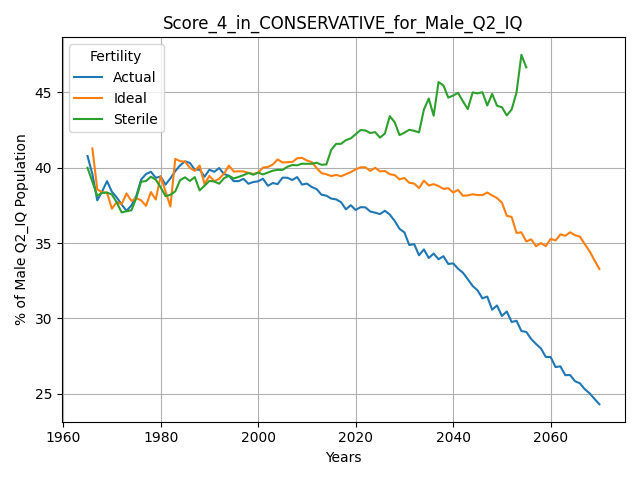 Score_4_in_CONSERVATIVE_for_Male_Q2_IQ
Fertility
Actual
Ideal
Sterile
% of Male Q2_IQ Population
45
40
35
30
25
1960
1980
2000
2020
2040
2060
Years